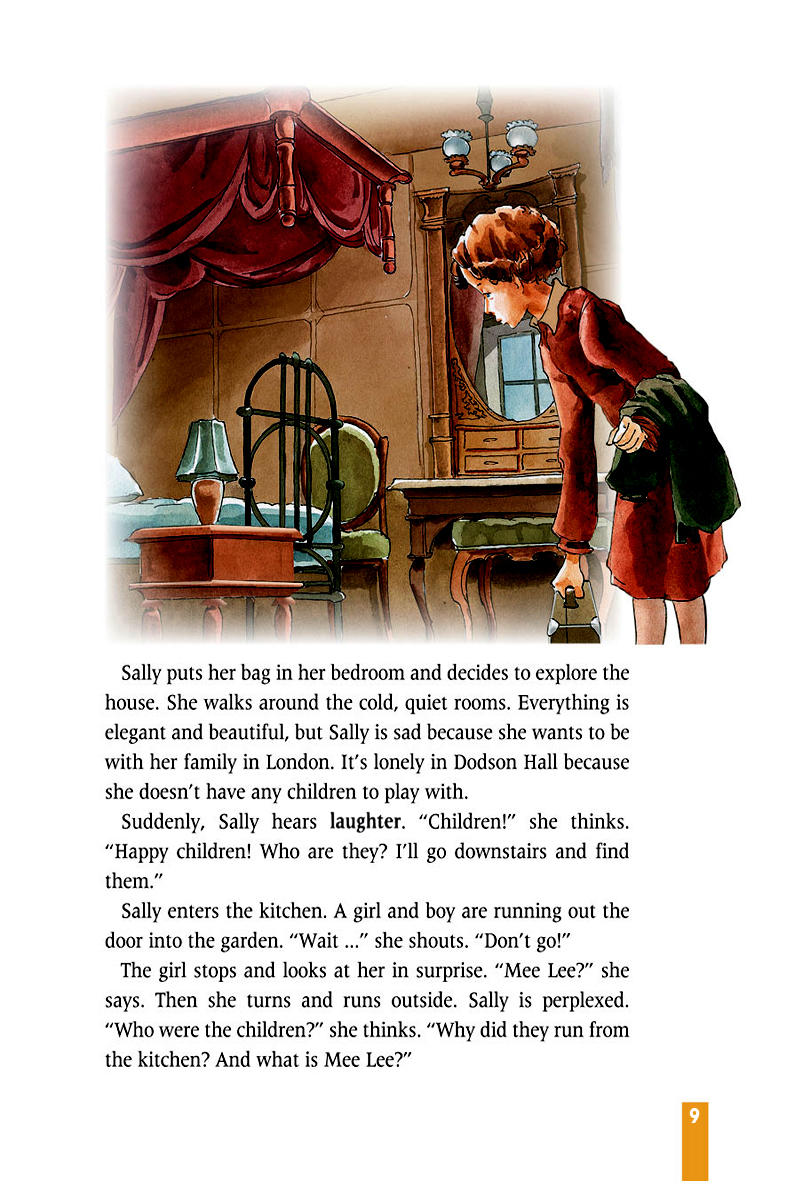 Sally puts her bag in her bedroom and decides to explore the
house. She walks around the cold, quiet rooms. Everything is
elegant and beautiful, but Sally is sad because she wants to be
with her family in London. It’s lonely in Dodson Hall because
she doesn’t have any children to play with.
Suddenly, Sally hears laughter. “Children!” she thinks.
“Happy children! Who are they? I’ll go downstairs and find
them.”
Sally enters the kitchen. A girl and boy are running out the
door into the garden. “Wait ...” she shouts. “Don’t go!”
The girl stops and looks at her in surprise. “Mee Lee?” she
says. Then she turns and runs outside. Sally is perplexed.
“Who were the children?” she thinks. “Why did they run from
the kitchen? And what is Mee Lee?”
9